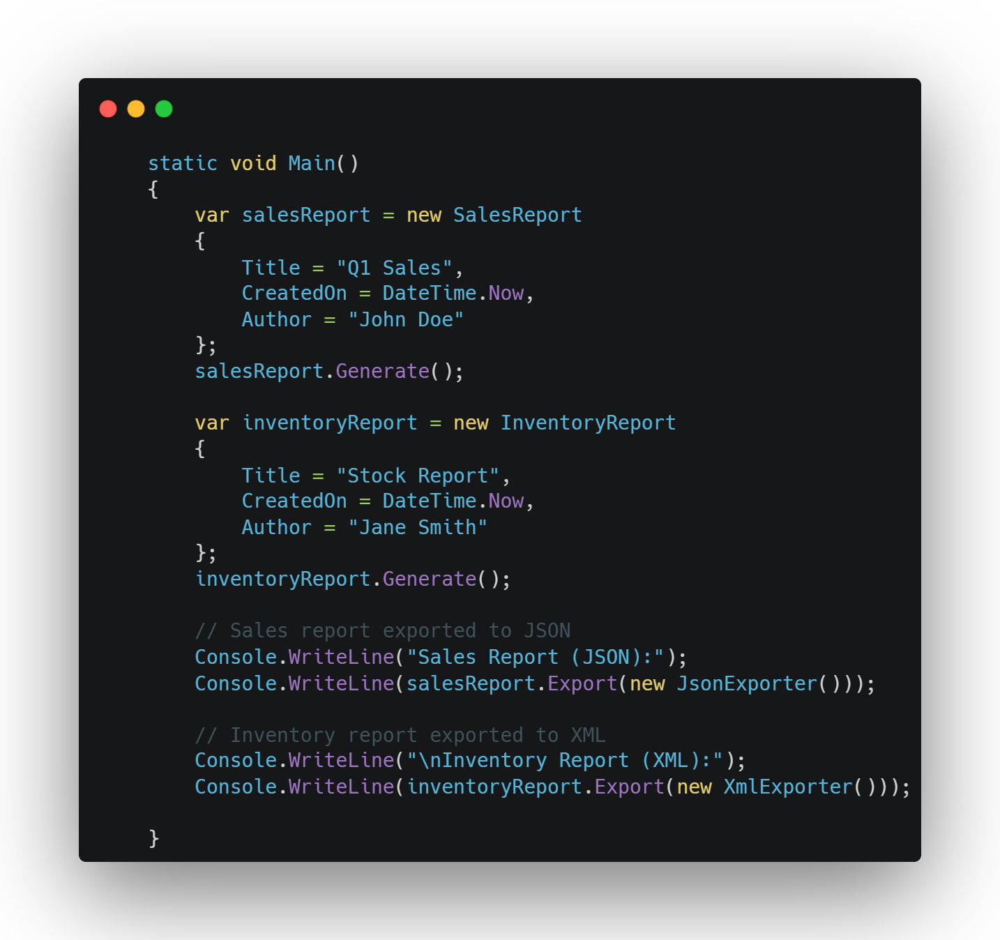 static void Main()
{
    var salesReport = new SalesReport
    {
        Title = "Q1 Sales",
        CreatedOn = DateTime.Now,
        Author = "John Doe"
    };
    salesReport.Generate();

    var inventoryReport = new InventoryReport
    {
        Title = "Stock Report",
        CreatedOn = DateTime.Now,
        Author = "Jane Smith"
    };
    inventoryReport.Generate();

    // Sales report exported to JSON
    Console.WriteLine("Sales Report (JSON):");
    Console.WriteLine(salesReport.Export(new JsonExporter()));

    // Inventory report exported to XML
    Console.WriteLine("\nInventory Report (XML):");
    Console.WriteLine(inventoryReport.Export(new XmlExporter()));

}